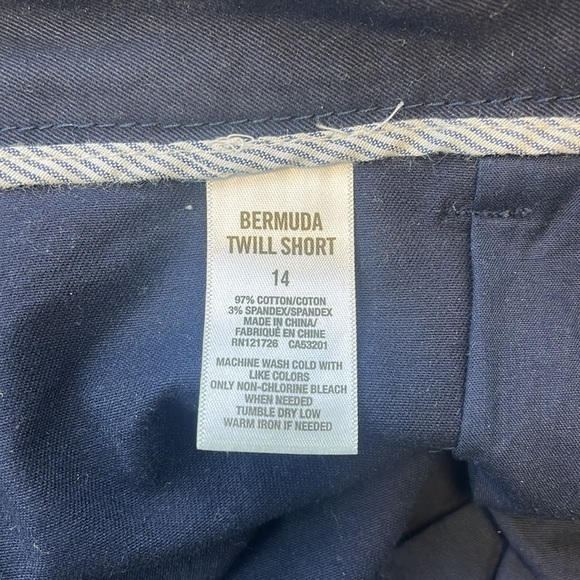 BERMUDA
TWILL SHORT
14
97% COTTON/COTON
3% SPANDEX/SPANDEX
MADE IN CHINA/
FABRIQUÉ EN CHINE
RN121726 CA53201
MACHINE WASH COLD WITH
LIKE COLORS
ONLY NON-CHLORINE BLEACH
WHEN NEEDED
TUMBLE DRY LOW
WARM IRON IF NEEDED